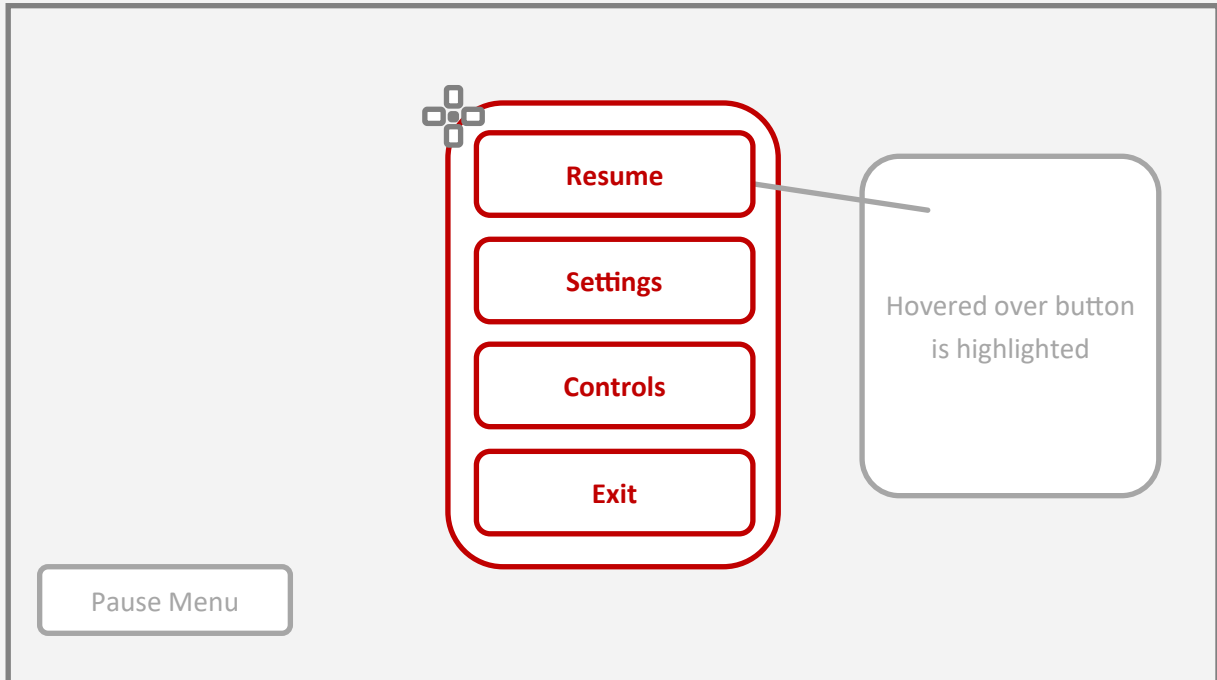 Resume
Settings
Controls
Exit
Hovered over button
is highlighted
Pause Menu